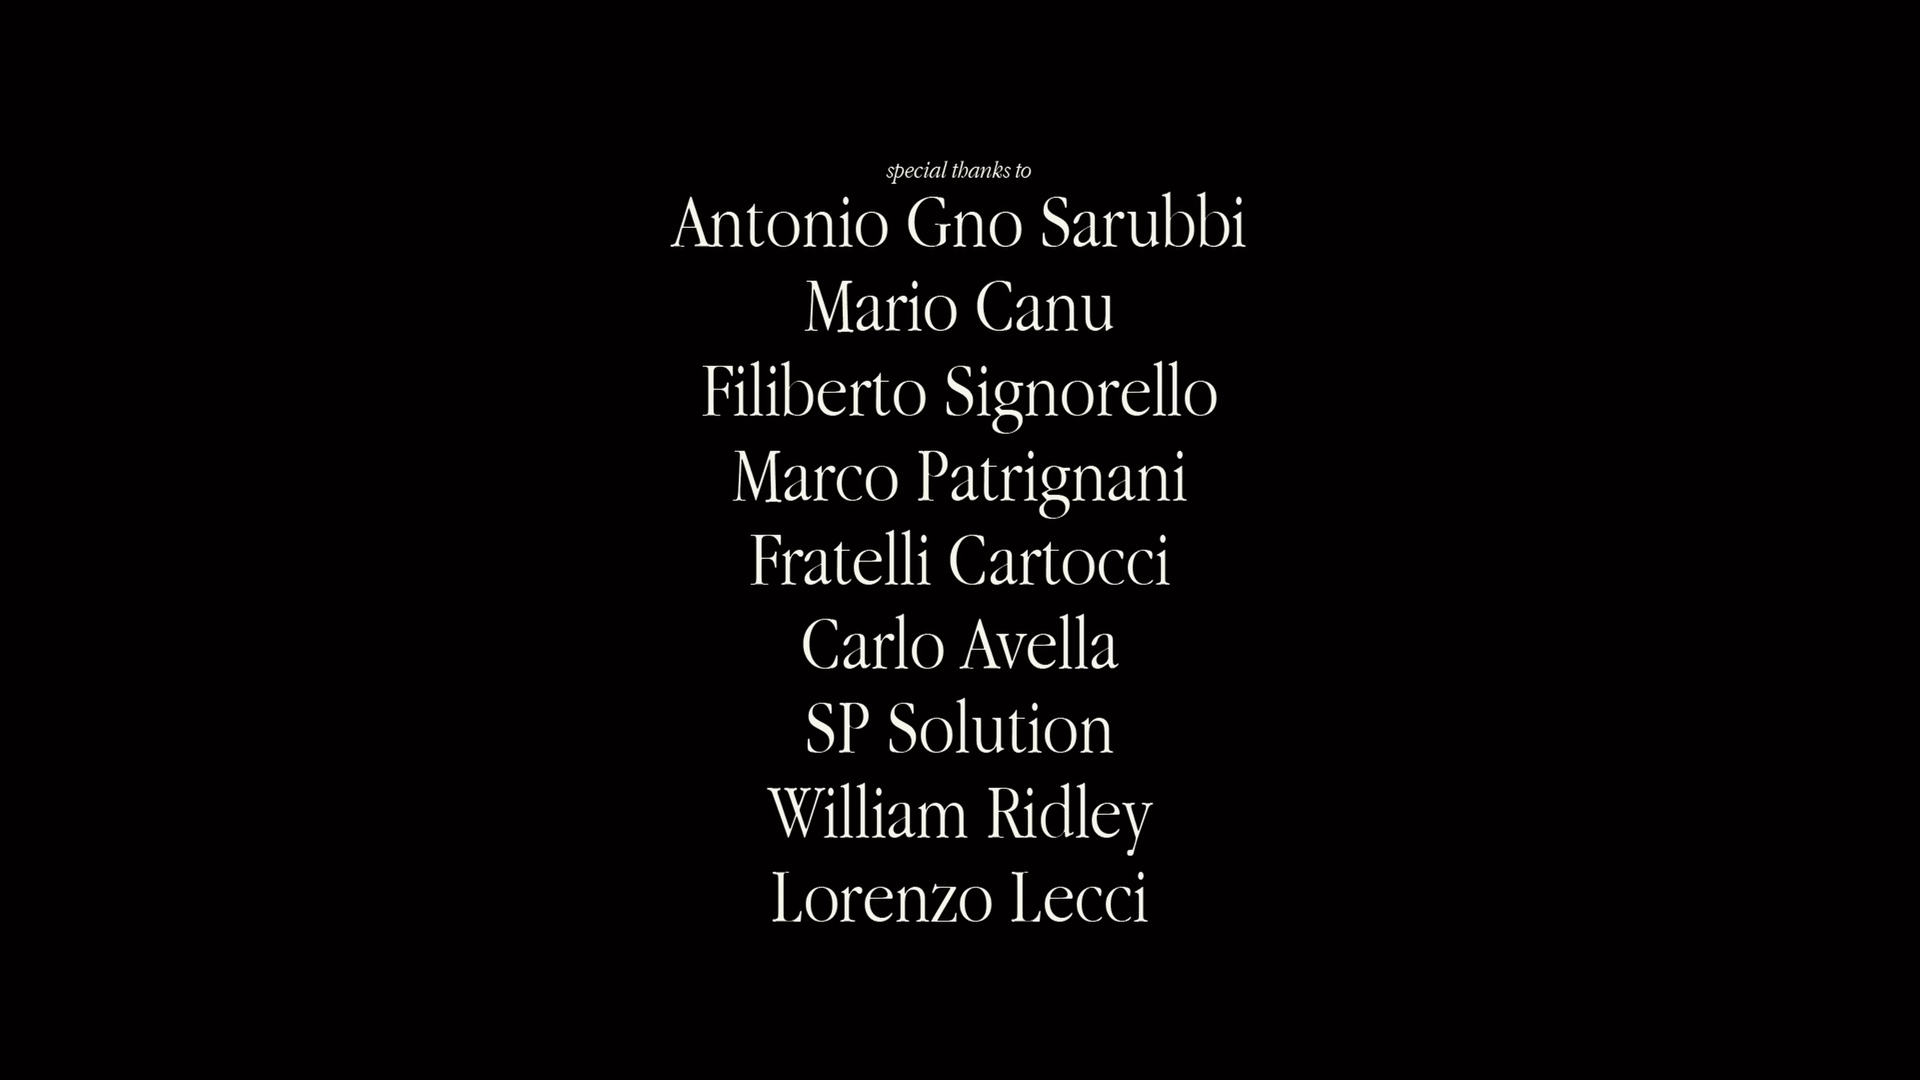 special thanks to
Antonio Gno Sarubbi
Mario Canu
Filiberto Signorello
Marco Patrignani
Fratelli Cartocci
Carlo Avella
SP Solution
William Ridley
Lorenzo Lecci